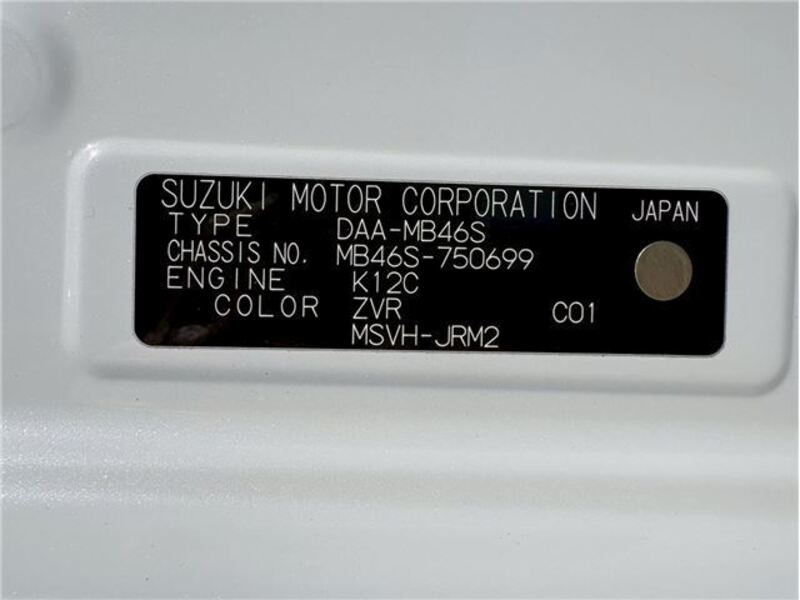 SUZUKI MOTOR CORPORATION JAPAN
TYPE DAA-MB46S
CHASSIS NO. MB46S-750699
ENGINE K12C
COLOR ZVR C01
MSVH-JRM2